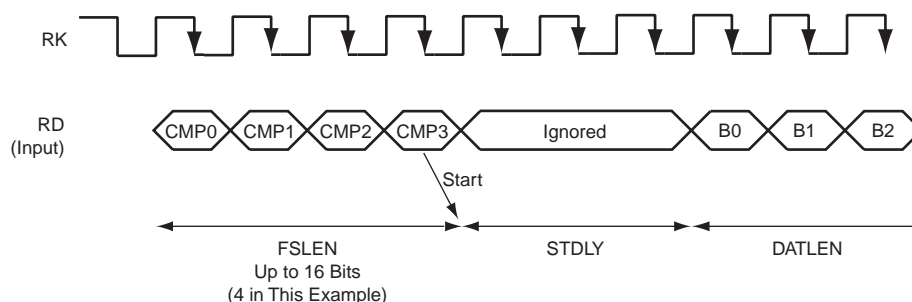 RK
RD
(Input)
CMP0 CMP1 CMP2 CMP3 Ignored B0 B1 B2
Start
FSLEN
Up to 16 Bits
(4 in This Example)
STDLY
DATLEN